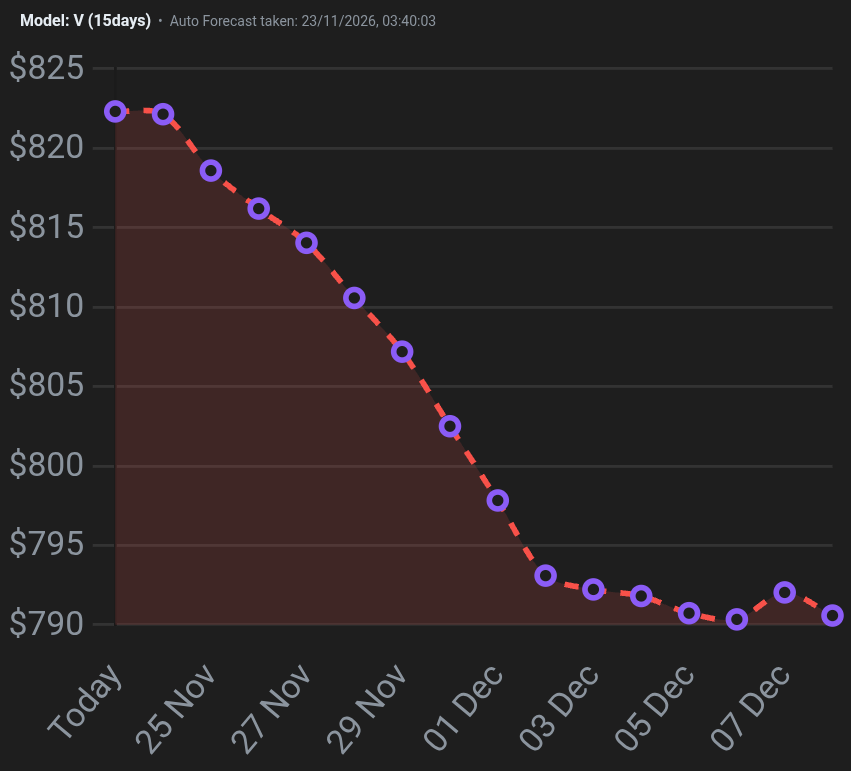 Model: V (15days) • Auto Forecast taken: 23/11/2026, 03:40:03
$825
$820
$815
$810
$805
$800
$795
$790
Today
25 Nov
27 Nov
29 Nov
01 Dec
03 Dec
05 Dec
07 Dec